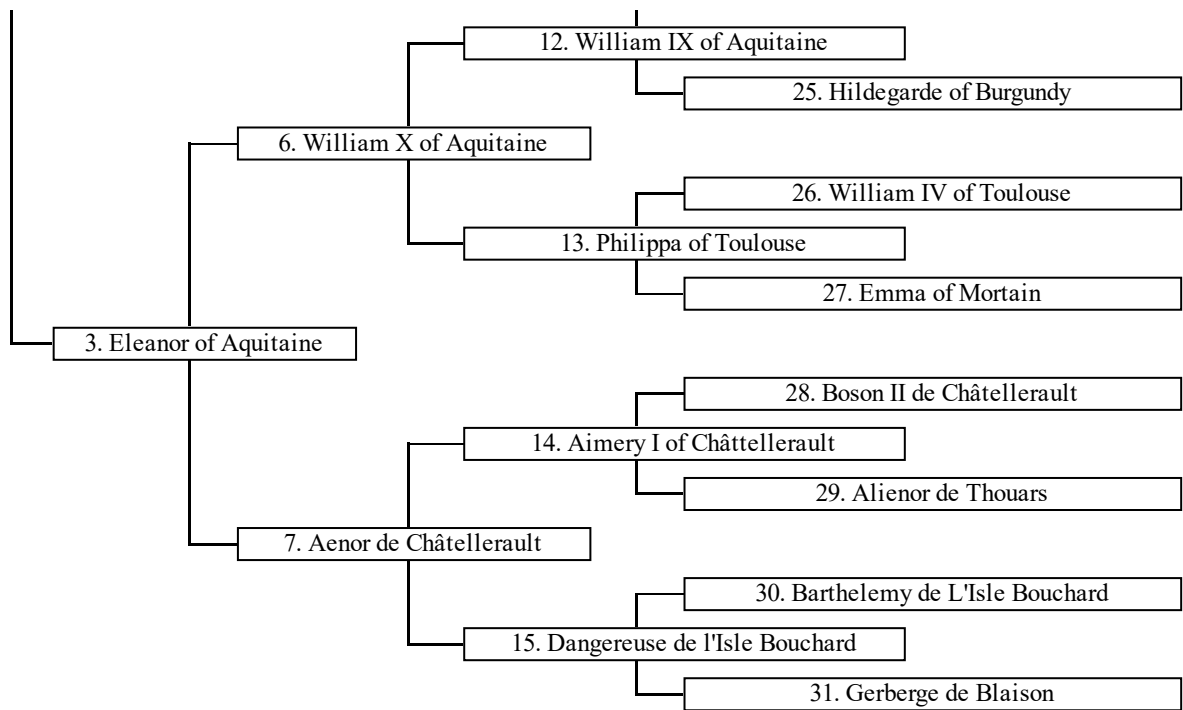 12. William IX of Aquitaine
25. Hildegarde of Burgundy
6. William X of Aquitaine
26. William IV of Toulouse
13. Philippa of Toulouse
27. Emma of Mortain
3. Eleanor of Aquitaine
28. Boson II de Châtellerault
14. Aimery I of Châttellerault
29. Alienor de Thouars
7. Aenor de Châtellerault
30. Barthelemy de L'Isle Bouchard
15. Dangereuse de l'Isle Bouchard
31. Gerberge de Blaison